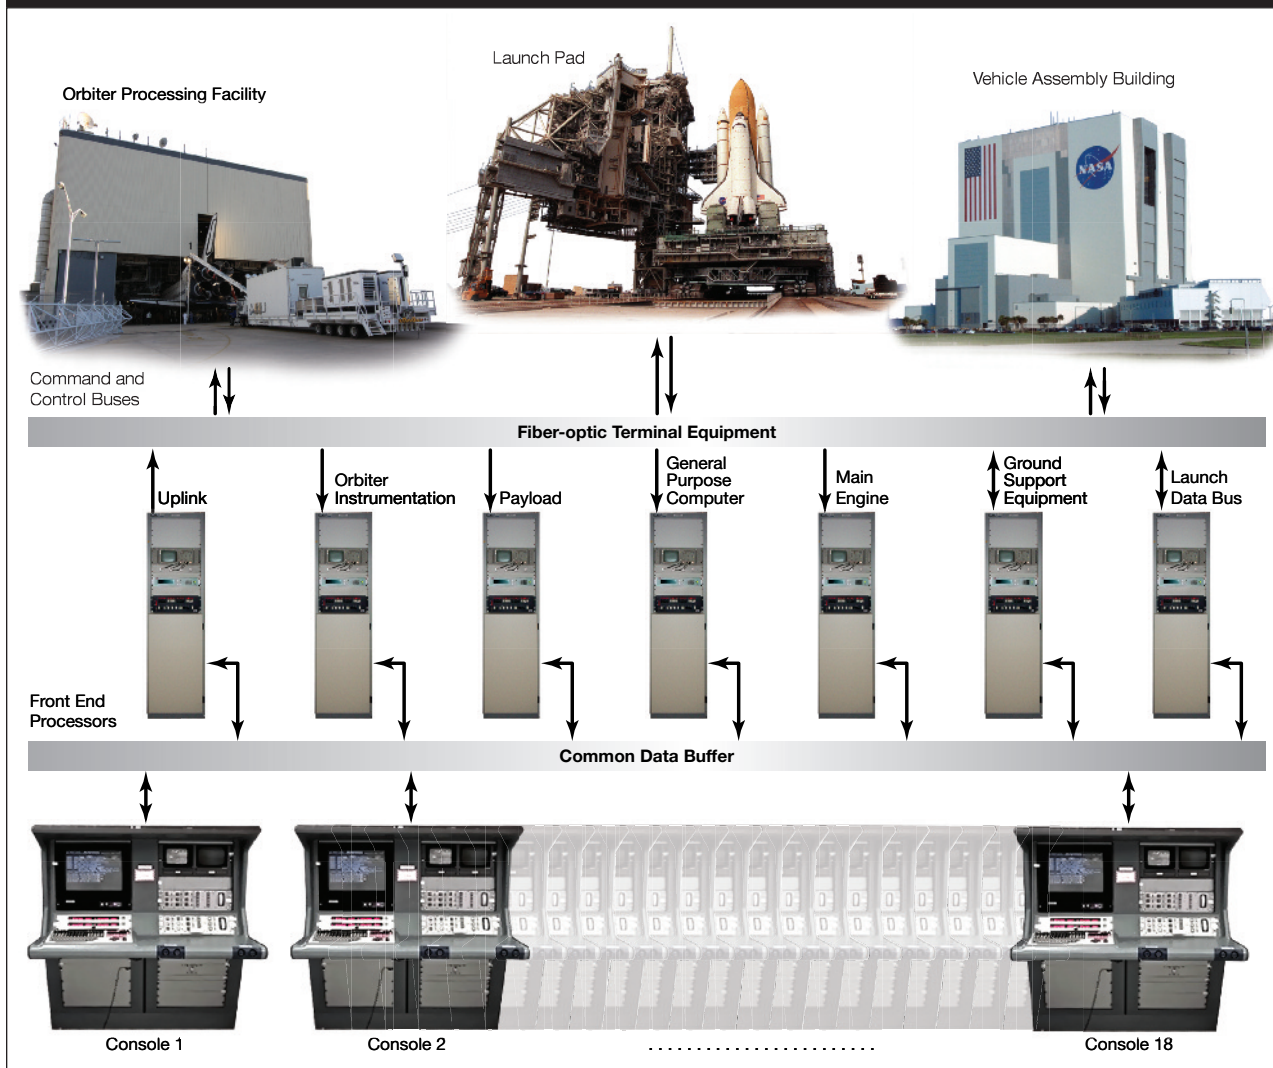 Launch Pad
Orbiter Processing Facility
Vehicle Assembly Building
NASA
Command and
Control Buses
Fiber-optic Terminal Equipment
Uplink
Orbiter
Instrumentation
Payload
General
Purpose
Computer
Main
Engine
Ground
Support
Equipment
Launch
Data Bus
Front End
Processors
Common Data Buffer
Console 1
Console 2
. . . . . . . . . . . . . . . . . . . . . . .
Console 18